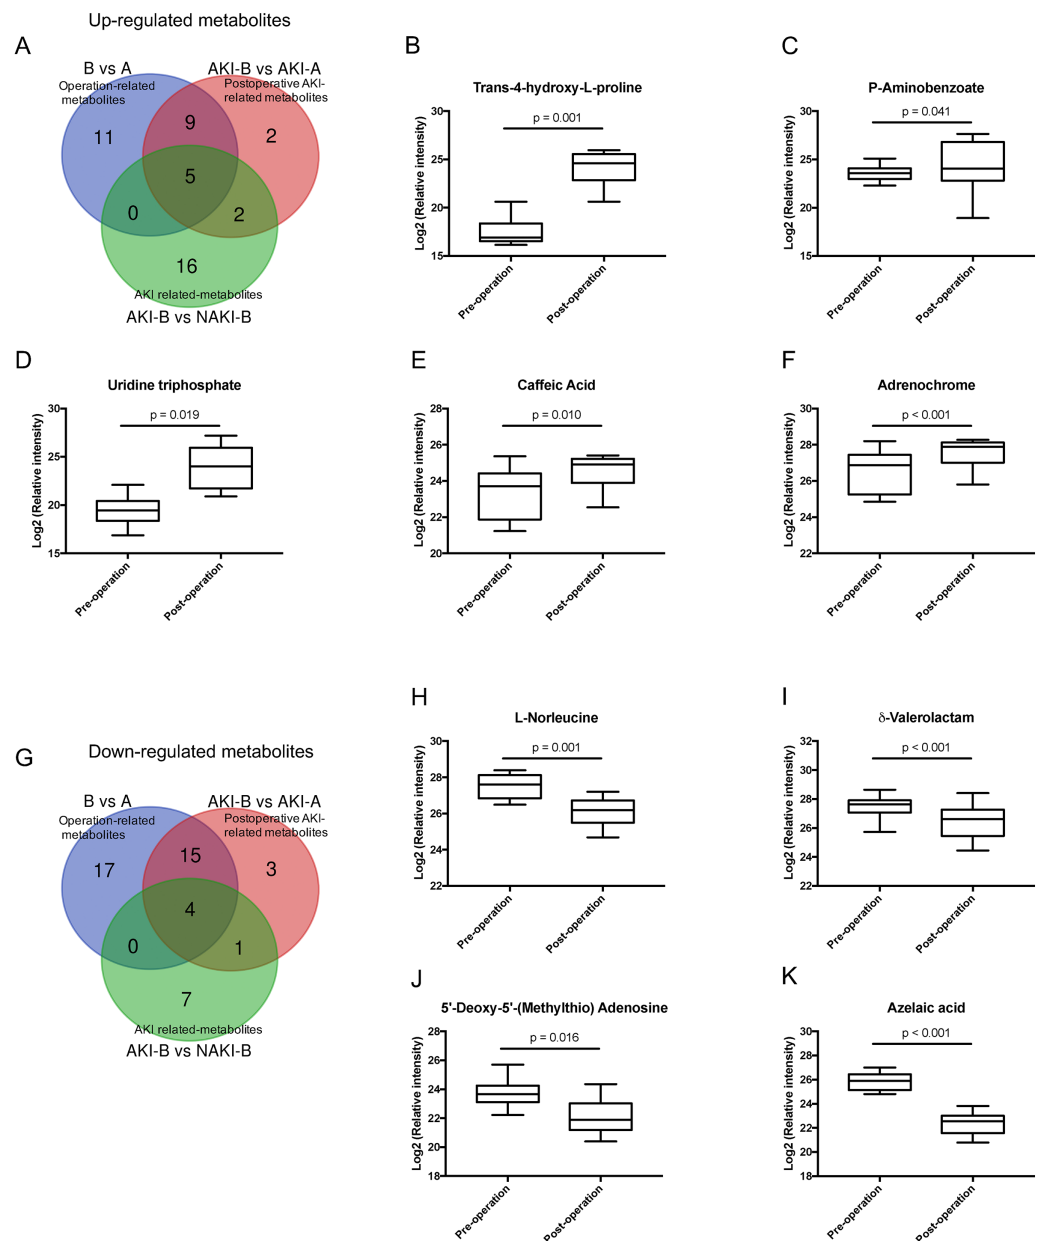 Up-regulated metabolites
A
B vs A
AKI-B vs AKI-A
Operation-related
metabolites
Postoperative AKI-
related metabolites
11
9
2
5
0
2
16
AKI related-metabolites
AKI-B vs NAKI-B
B
Trans-4-hydroxy-L-proline
Log2 (Relative intensity)
30
25
20
15
p = 0.001
Pre-operation
Post-operation
C
P-Aminobenzoate
Log2 (Relative intensity)
30
25
20
15
p = 0.041
Pre-operation
Post-operation
D
Uridine triphosphate
Log2 (Relative intensity)
30
25
20
15
p = 0.019
Pre-operation
Post-operation
E
Caffeic Acid
Log2 (Relative intensity)
28
26
24
22
20
p = 0.010
Pre-operation
Post-operation
F
Adrenochrome
Log2 (Relative intensity)
30
28
26
24
22
p < 0.001
Pre-operation
Post-operation
G
Down-regulated metabolites
B vs A
AKI-B vs AKI-A
Operation-related
metabolites
Postoperative AKI-
related metabolites
17
15
3
4
0
1
7
AKI related-metabolites
AKI-B vs NAKI-B
H
L-Norleucine
Log2 (Relative intensity)
30
28
26
24
22
p = 0.001
Pre-operation
Post-operation
I
δ-Valerolactam
Log2 (Relative intensity)
32
30
28
26
24
22
p < 0.001
Pre-operation
Post-operation
J
5'-Deoxy-5'-(Methylthio) Adenosine
Log2 (Relative intensity)
28
26
24
22
20
18
p = 0.016
Pre-operation
Post-operation
K
Azelaic acid
Log2 (Relative intensity)
30
28
26
24
22
20
18
p < 0.001
Pre-operation
Post-operation